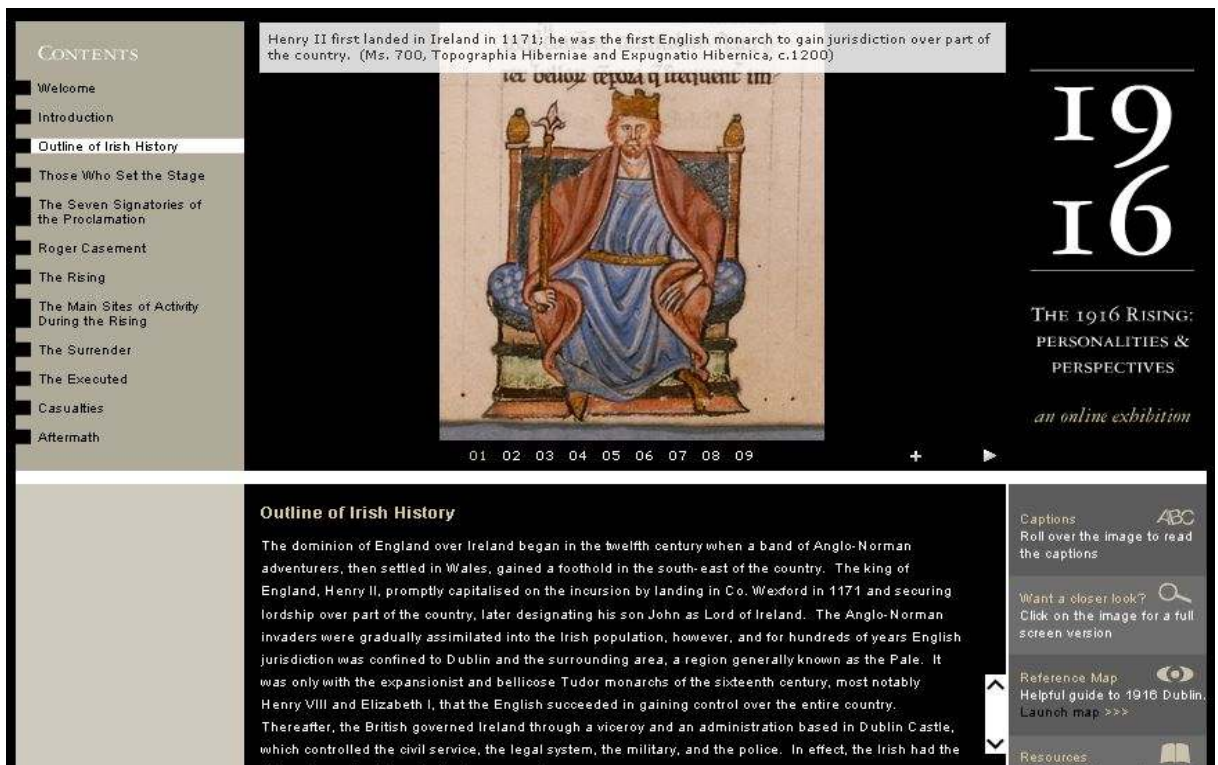 CONTENTS
Welcome
Introduction
Outline of Irish History
Those Who Set the Stage
The Seven Signatories of
the Proclamation
Roger Casement
The Rising
The Main Sites of Activity
During the Rising
The Surrender
The Executed
Casualties
Aftermath
Henry II first landed in Ireland in 1171; he was the first English monarch to gain jurisdiction over part of
the country. (Ms. 700, Topographia Hiberniae and Expugnatio Hibernica, c.1200)
01 02 03 04 05 06 07 08 09 +
19
16
THE 1916 RISING:
PERSONALITIES &
PERSPECTIVES
an online exhibition
Outline of Irish History
The dominion of England over Ireland began in the twelfth century when a band of Anglo-Norman
adventurers, then settled in Wales, gained a foothold in the south-east of the country. The king of
England, Henry II, promptly capitalised on the incursion by landing in Co. Wexford in 1171 and securing
lordship over part of the country, later designating his son John as Lord of Ireland. The Anglo-Norman
invaders were gradually assimilated into the Irish population, however, and for hundreds of years English
jurisdiction was confined to Dublin and the surrounding area, a region generally known as the Pale. It
was only with the expansionist and bellicose Tudor monarchs of the sixteenth century, most notably
Henry VIII and Elizabeth I, that the English succeeded in gaining control over the entire country.
Thereafter, the British governed Ireland through a viceroy and an administration based in Dublin Castle,
which controlled the civil service, the legal system, the military, and the police. In effect, the Irish had the
Captions ABC
Roll over the image to read
the captions
Want a closer look?
Click on the image for a full
screen version
Reference Map
Helpful guide to 1916 Dublin.
Launch map >>>
Resources